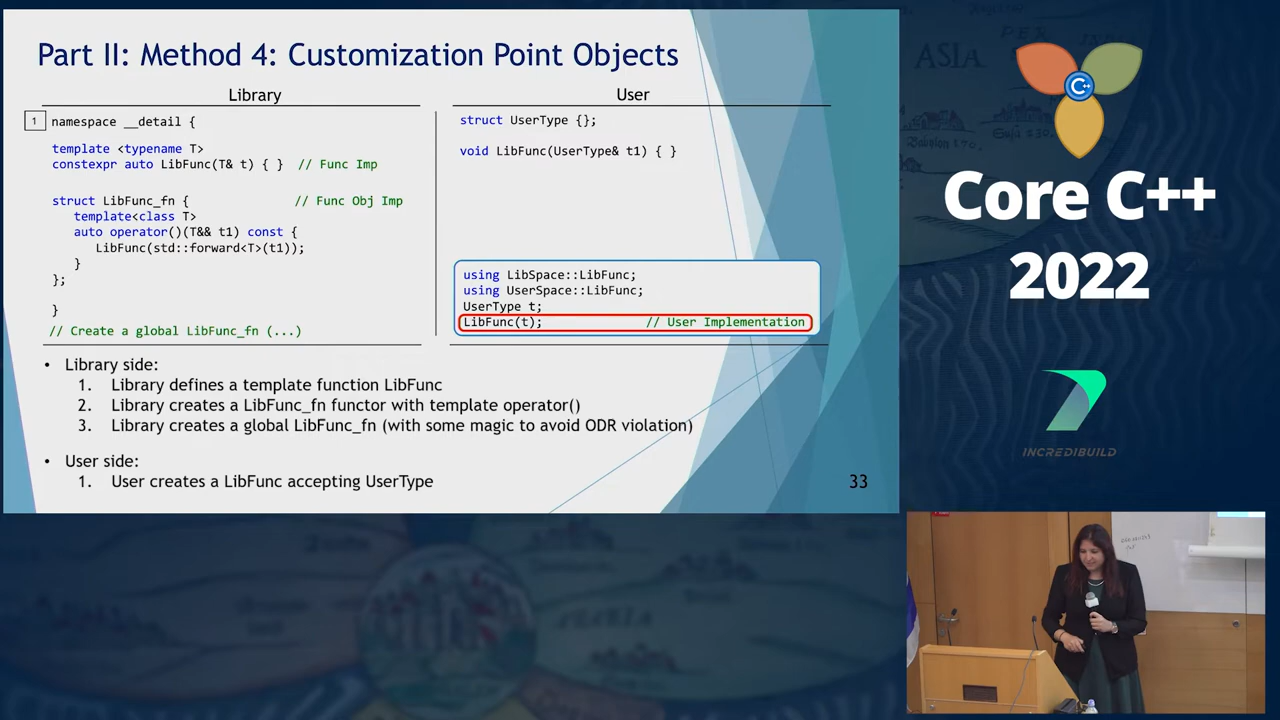 Part II: Method 4: Customization Point Objects
Library
1
namespace __detail {
template <typename T>
constexpr auto LibFunc(T& t) { } // Func Imp
struct LibFunc_fn { // Func Obj Imp
template<class T>
auto operator()(T&& t1) const {
LibFunc(std::forward<T>(t1));
}
};
}
// Create a global LibFunc_fn (...)
User
struct UserType {};
void LibFunc(UserType& t1) { }
using LibSpace::LibFunc;
using UserSpace::LibFunc;
UserType t;
LibFunc(t); // User Implementation
• Library side:
1. Library defines a template function LibFunc
2. Library creates a LibFunc_fn functor with template operator()
3. Library creates a global LibFunc_fn (with some magic to avoid ODR violation)
• User side:
1. User creates a LibFunc accepting UserType
33
ASIA
C++
Core C++
2022
INCREDIBUILD